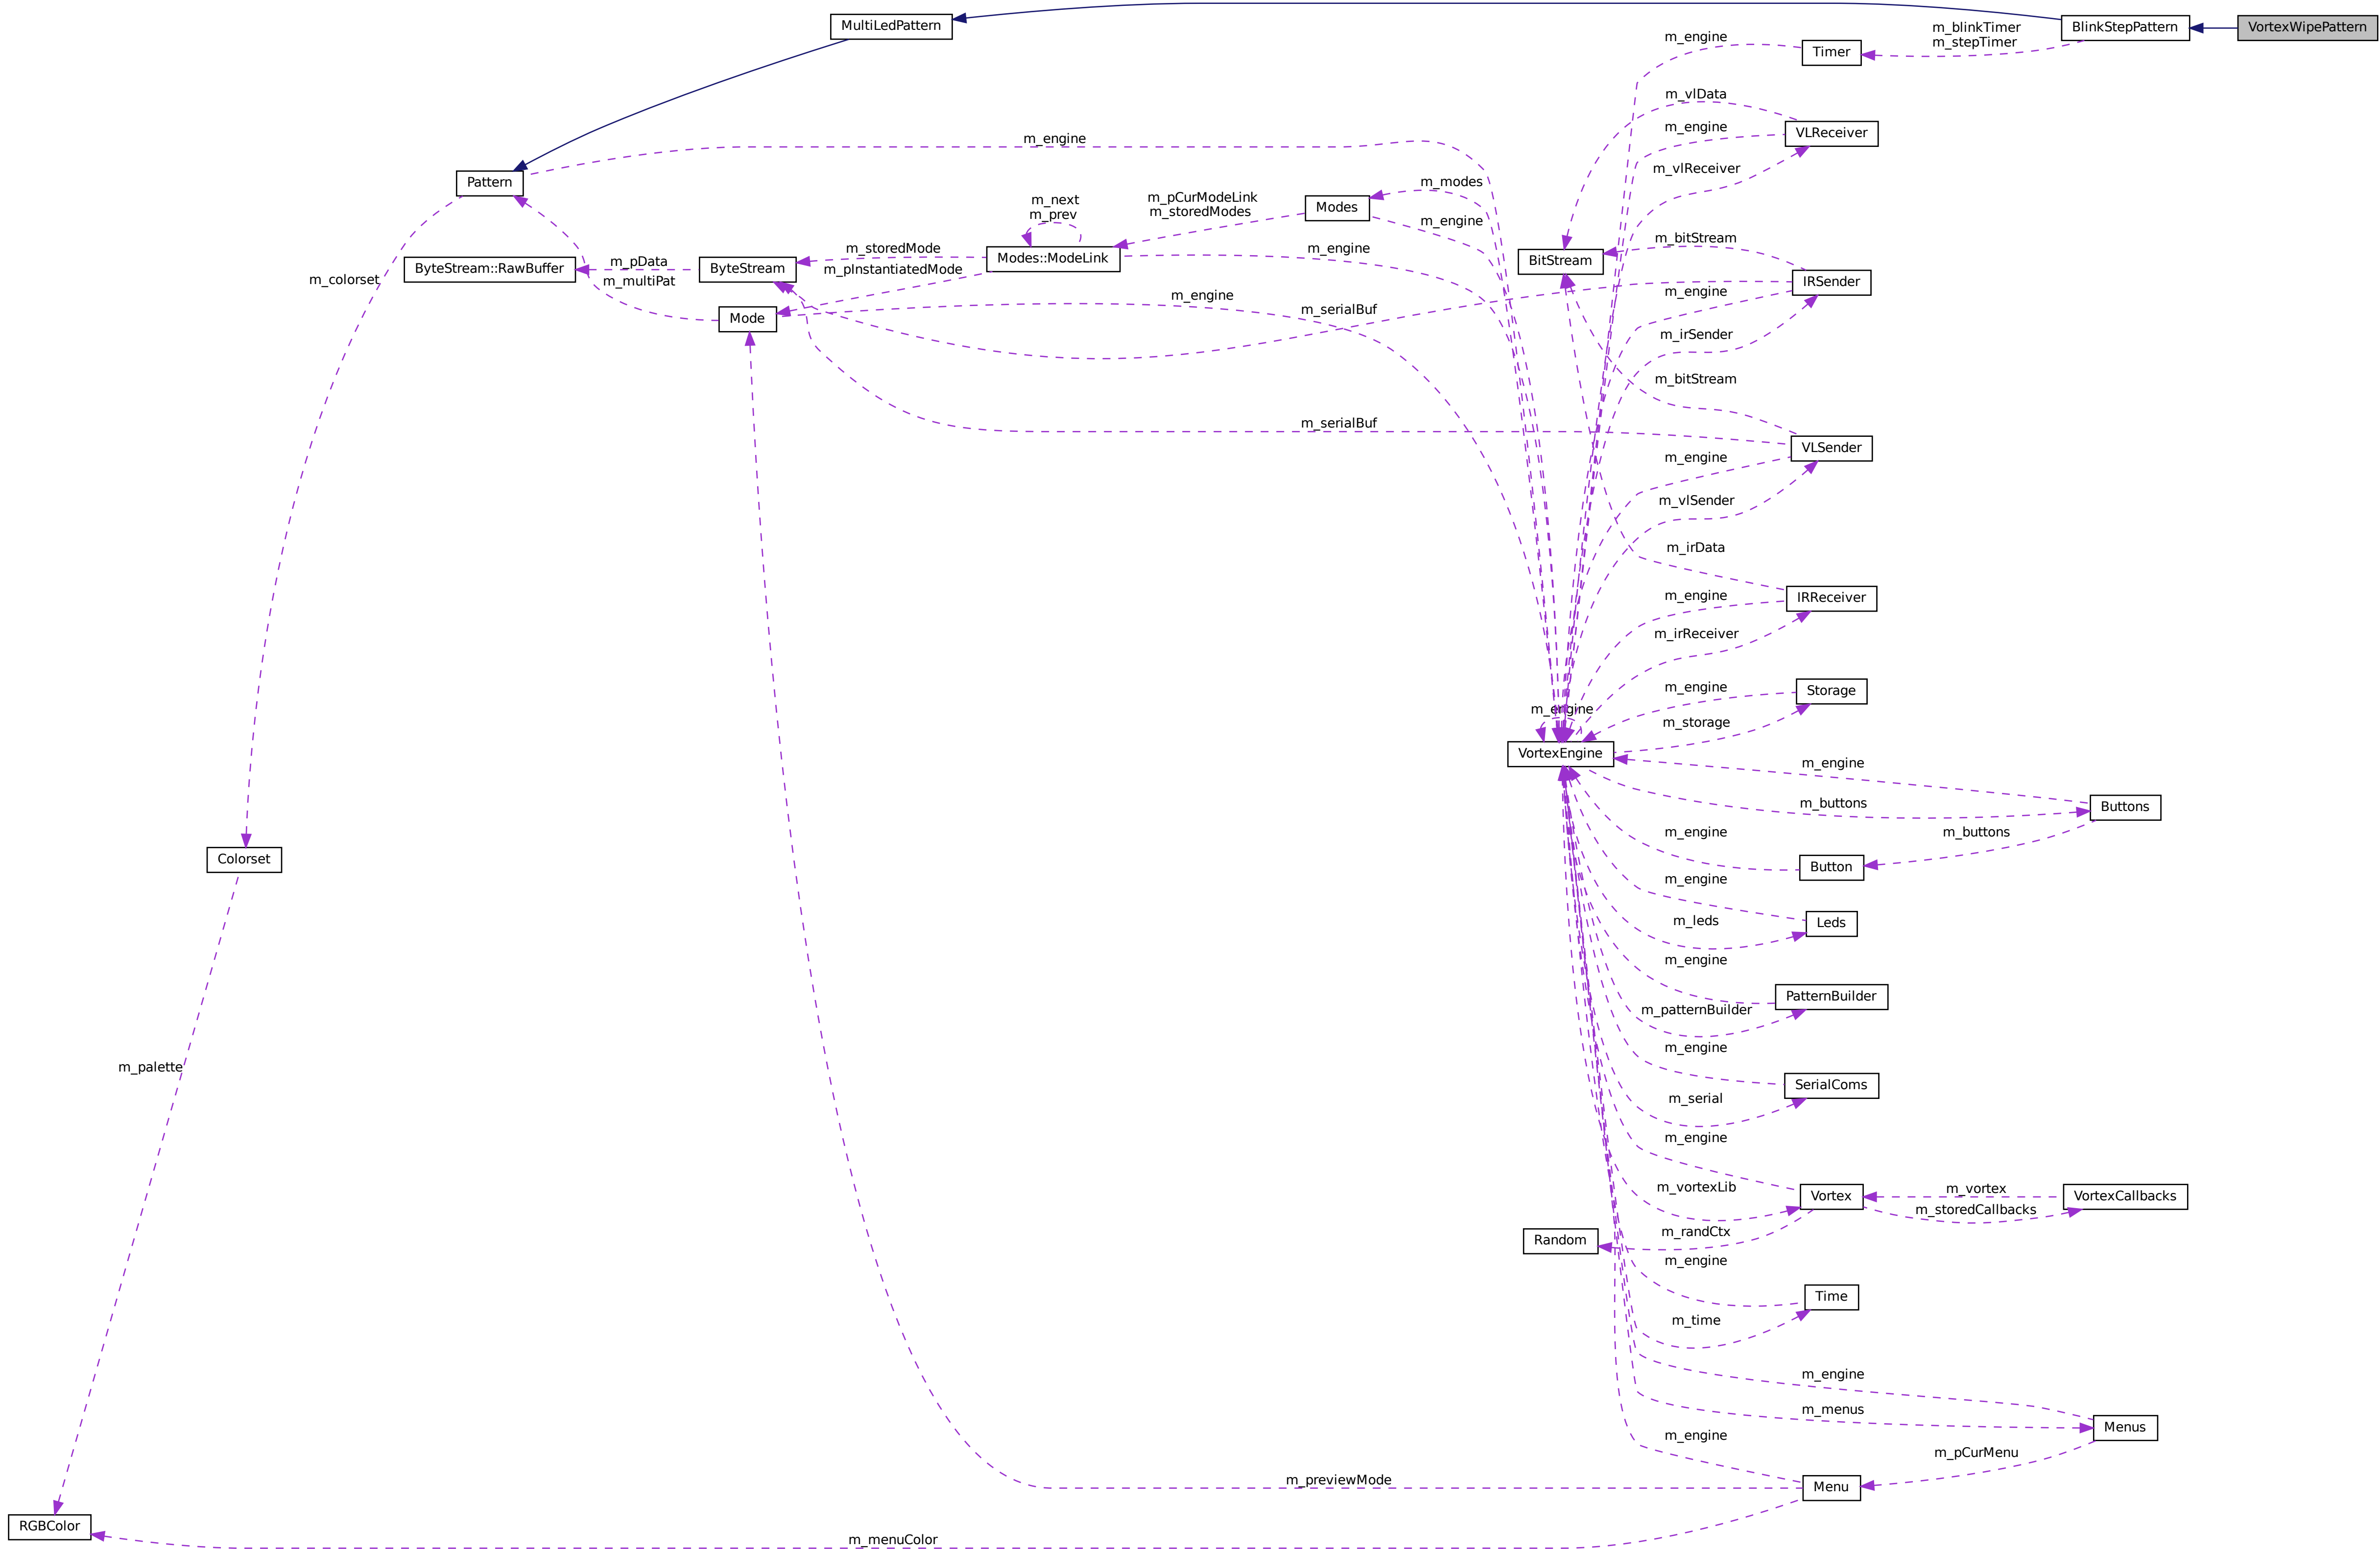 MultiLedPattern
BlinkStepPattern
VortexWipePattern
m_blinkTimer
m_stepTimer
m_engine
Timer
m_vlData
m_engine
VLReceiver
m_engine
m_vlReceiver
Pattern
m_modes
m_next
m_prev
m_pCurModeLink
m_storedModes
Modes
m_engine
m_storedMode
Modes::ModeLink
m_engine
m_bitStream
BitStream
ByteStream::RawBuffer
m_pData
ByteStream
m_pInstantiatedMode
m_colorset
m_multiPat
IRSender
m_engine
m_engine
m_serialBuf
Mode
m_irSender
m_bitStream
m_serialBuf
VLSender
m_engine
m_vlSender
m_irData
m_engine
IRReceiver
m_irReceiver
m_engine
Storage
m_engine
m_storage
VortexEngine
m_engine
m_buttons
Buttons
m_engine
m_buttons
Button
Colorset
m_engine
m_leds
Leds
m_engine
PatternBuilder
m_patternBuilder
m_engine
m_palette
SerialComs
m_serial
m_engine
m_vortexLib
Vortex
m_vortex
m_storedCallbacks
VortexCallbacks
Random
m_randCtx
m_engine
Time
m_time
m_engine
m_menus
Menus
m_engine
m_pCurMenu
m_previewMode
Menu
RGBColor
m_menuColor